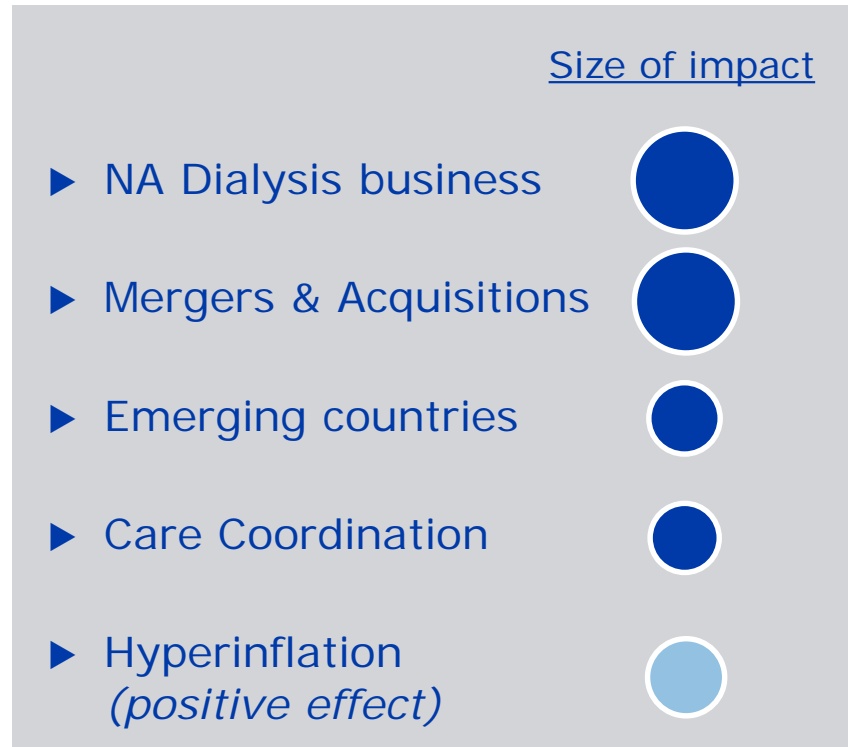 Size of impact
NA Dialysis business
Mergers & Acquisitions
Emerging countries
Care Coordination
Hyperinflation
(positive effect)